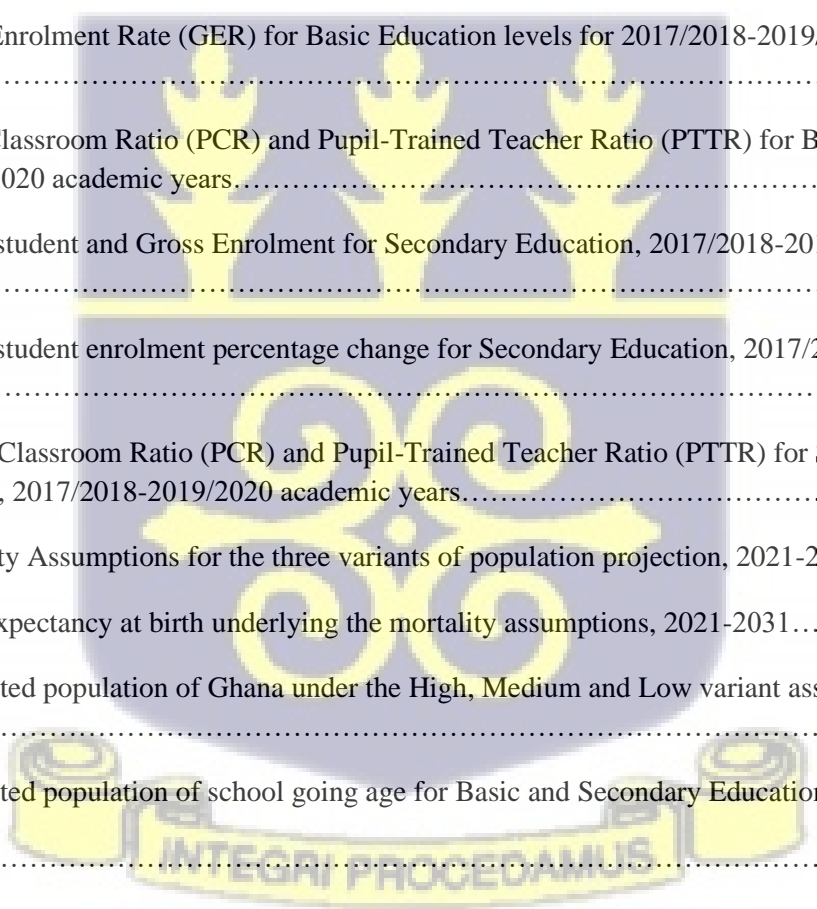 Enrolment Rate (GER) for Basic Education levels for 2017/2018-2019/
....................................................................................................
Classroom Ratio (PCR) and Pupil-Trained Teacher Ratio (PTTR) for B
020 academic years....................................................................
student and Gross Enrolment for Secondary Education, 2017/2018-201
....................................................................................................
student enrolment percentage change for Secondary Education, 2017/2
....................................................................................................
Classroom Ratio (PCR) and Pupil-Trained Teacher Ratio (PTTR) for S
, 2017/2018-2019/2020 academic years..........................................
ty Assumptions for the three variants of population projection, 2021-2
xpectancy at birth underlying the mortality assumptions, 2021-2031...
ted population of Ghana under the High, Medium and Low variant ass
....................................................................................................
ted population of school going age for Basic and Secondary Education
....................................................................................................
INTEGRI PROCEDAMUS